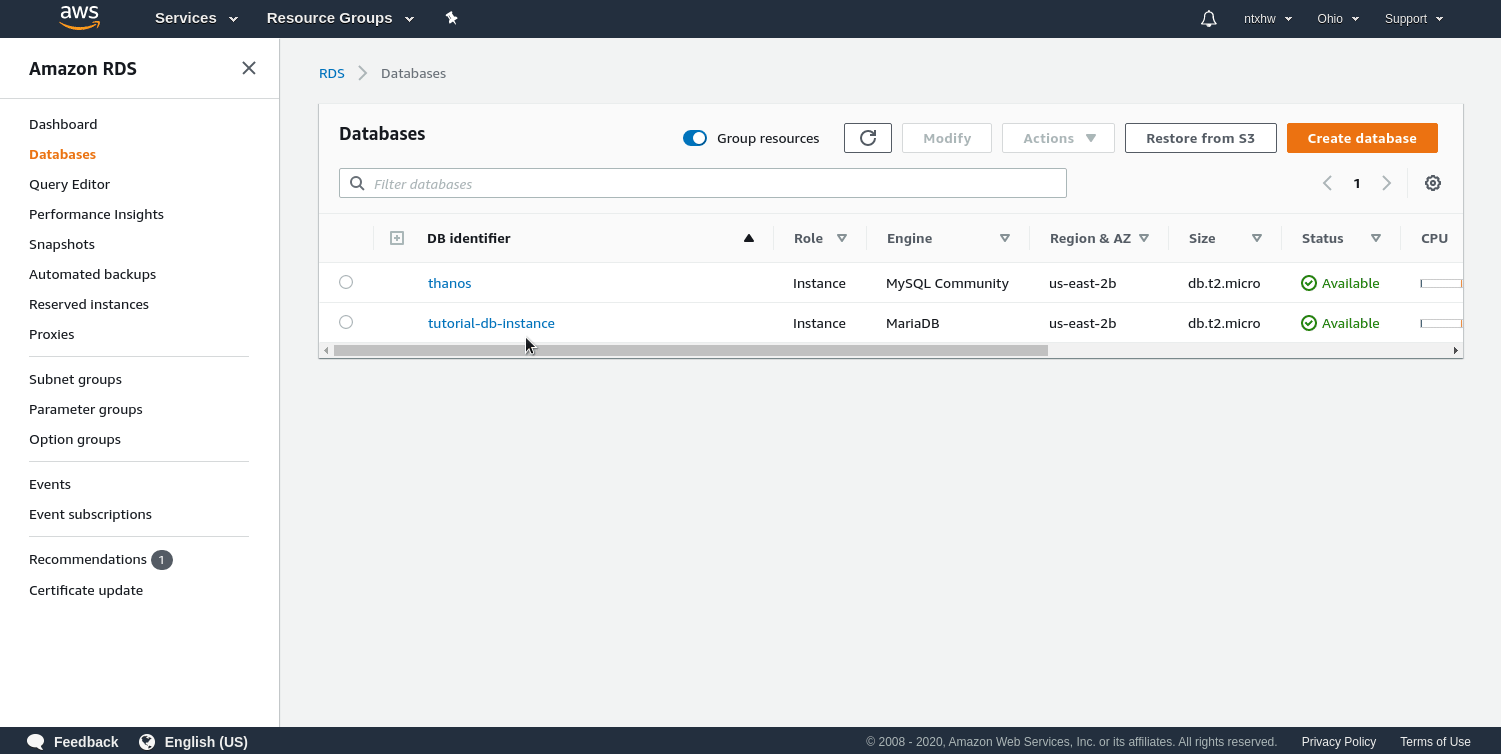 aws Services Resource Groups ntxhw Ohio Support
Amazon RDS
Dashboard
Databases
Query Editor
Performance Insights
Snapshots
Automated backups
Reserved instances
Proxies
Subnet groups
Parameter groups
Option groups
Events
Event subscriptions
Recommendations 1
Certificate update
RDS Databases
Databases Group resources Modify Actions Restore from S3 Create database
Filter databases 1
DB identifier Role Engine Region & AZ Size Status CPU
thanos Instance MySQL Community us-east-2b db.t2.micro Available
tutorial-db-instance Instance MariaDB us-east-2b db.t2.micro Available
Feedback English (US) © 2008 - 2020, Amazon Web Services, Inc. or its affiliates. All rights reserved. Privacy Policy Terms of Use